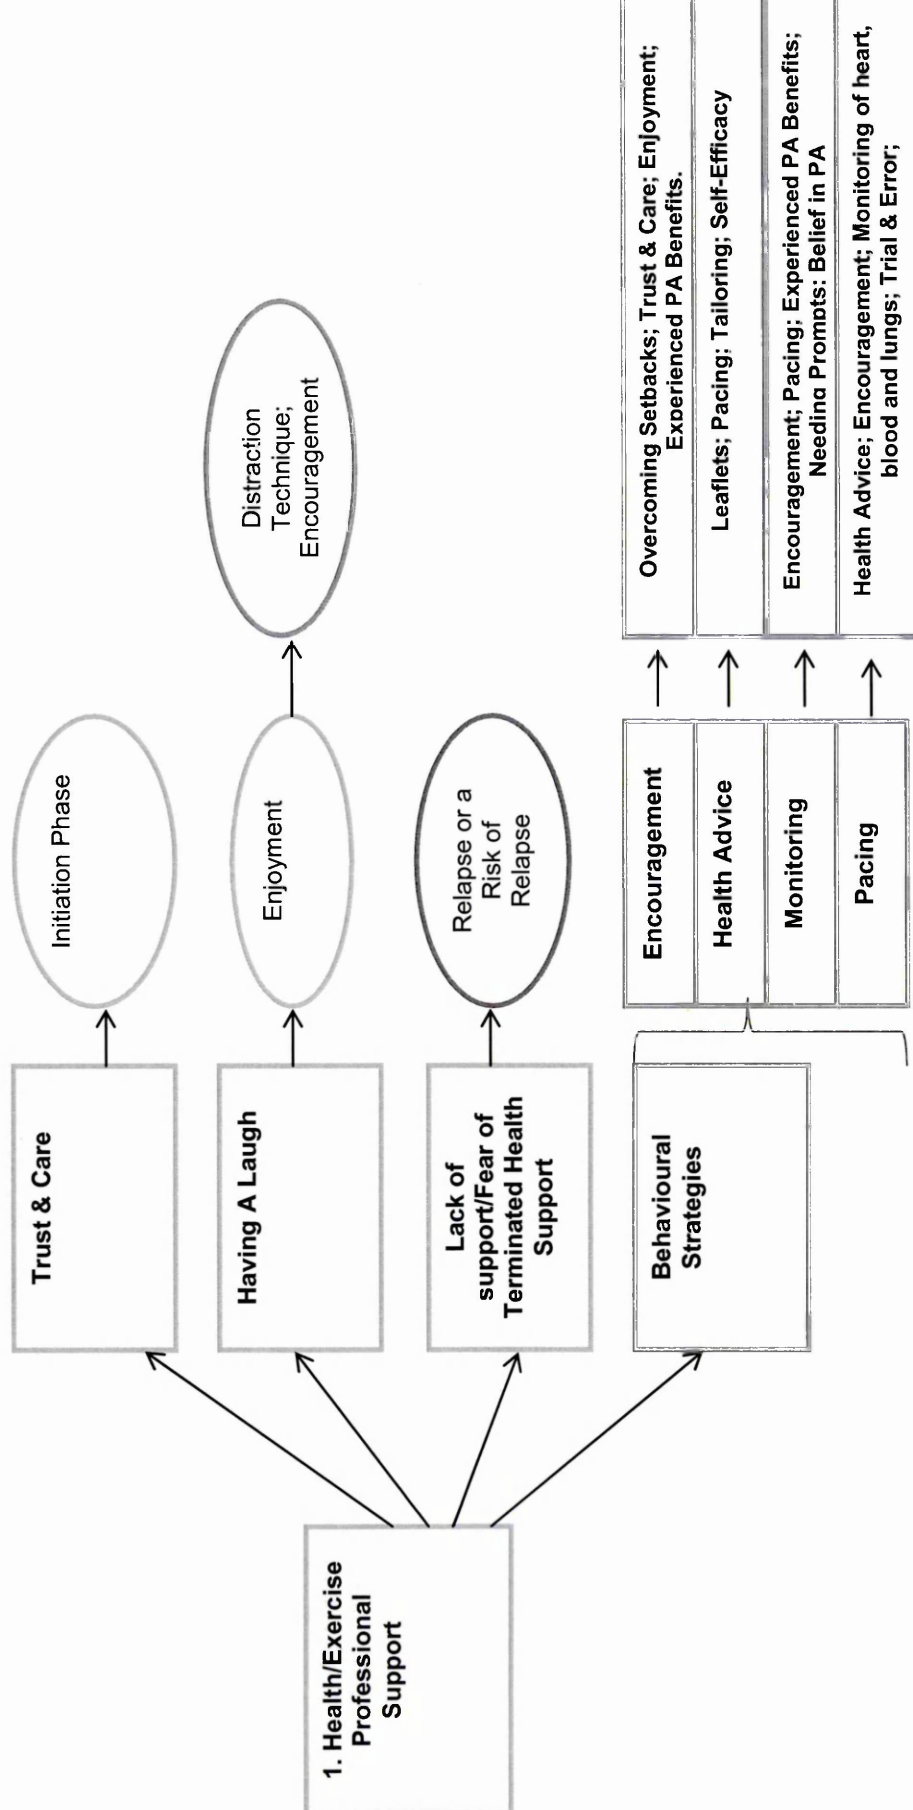 1. Health/Exercise
Professional
Support
Trust & Care
Initiation Phase
Having A Laugh
Enjoyment
Distraction
Technique;
Encouragement
Lack of
support/Fear of
Terminated Health
Support
Relapse or a
Risk of
Relapse
Behavioural
Strategies
Encouragement
Overcoming Setbacks; Trust & Care; Enjoyment;
Experienced PA Benefits.
Health Advice
Leaflets; Pacing; Tailoring; Self-Efficacy
Monitoring
Encouragement; Pacing; Experienced PA Benefits;
Needing Prompts; Belief in PA
Pacing
Health Advice; Encouragement; Monitoring of heart,
blood and lungs; Trial & Error;